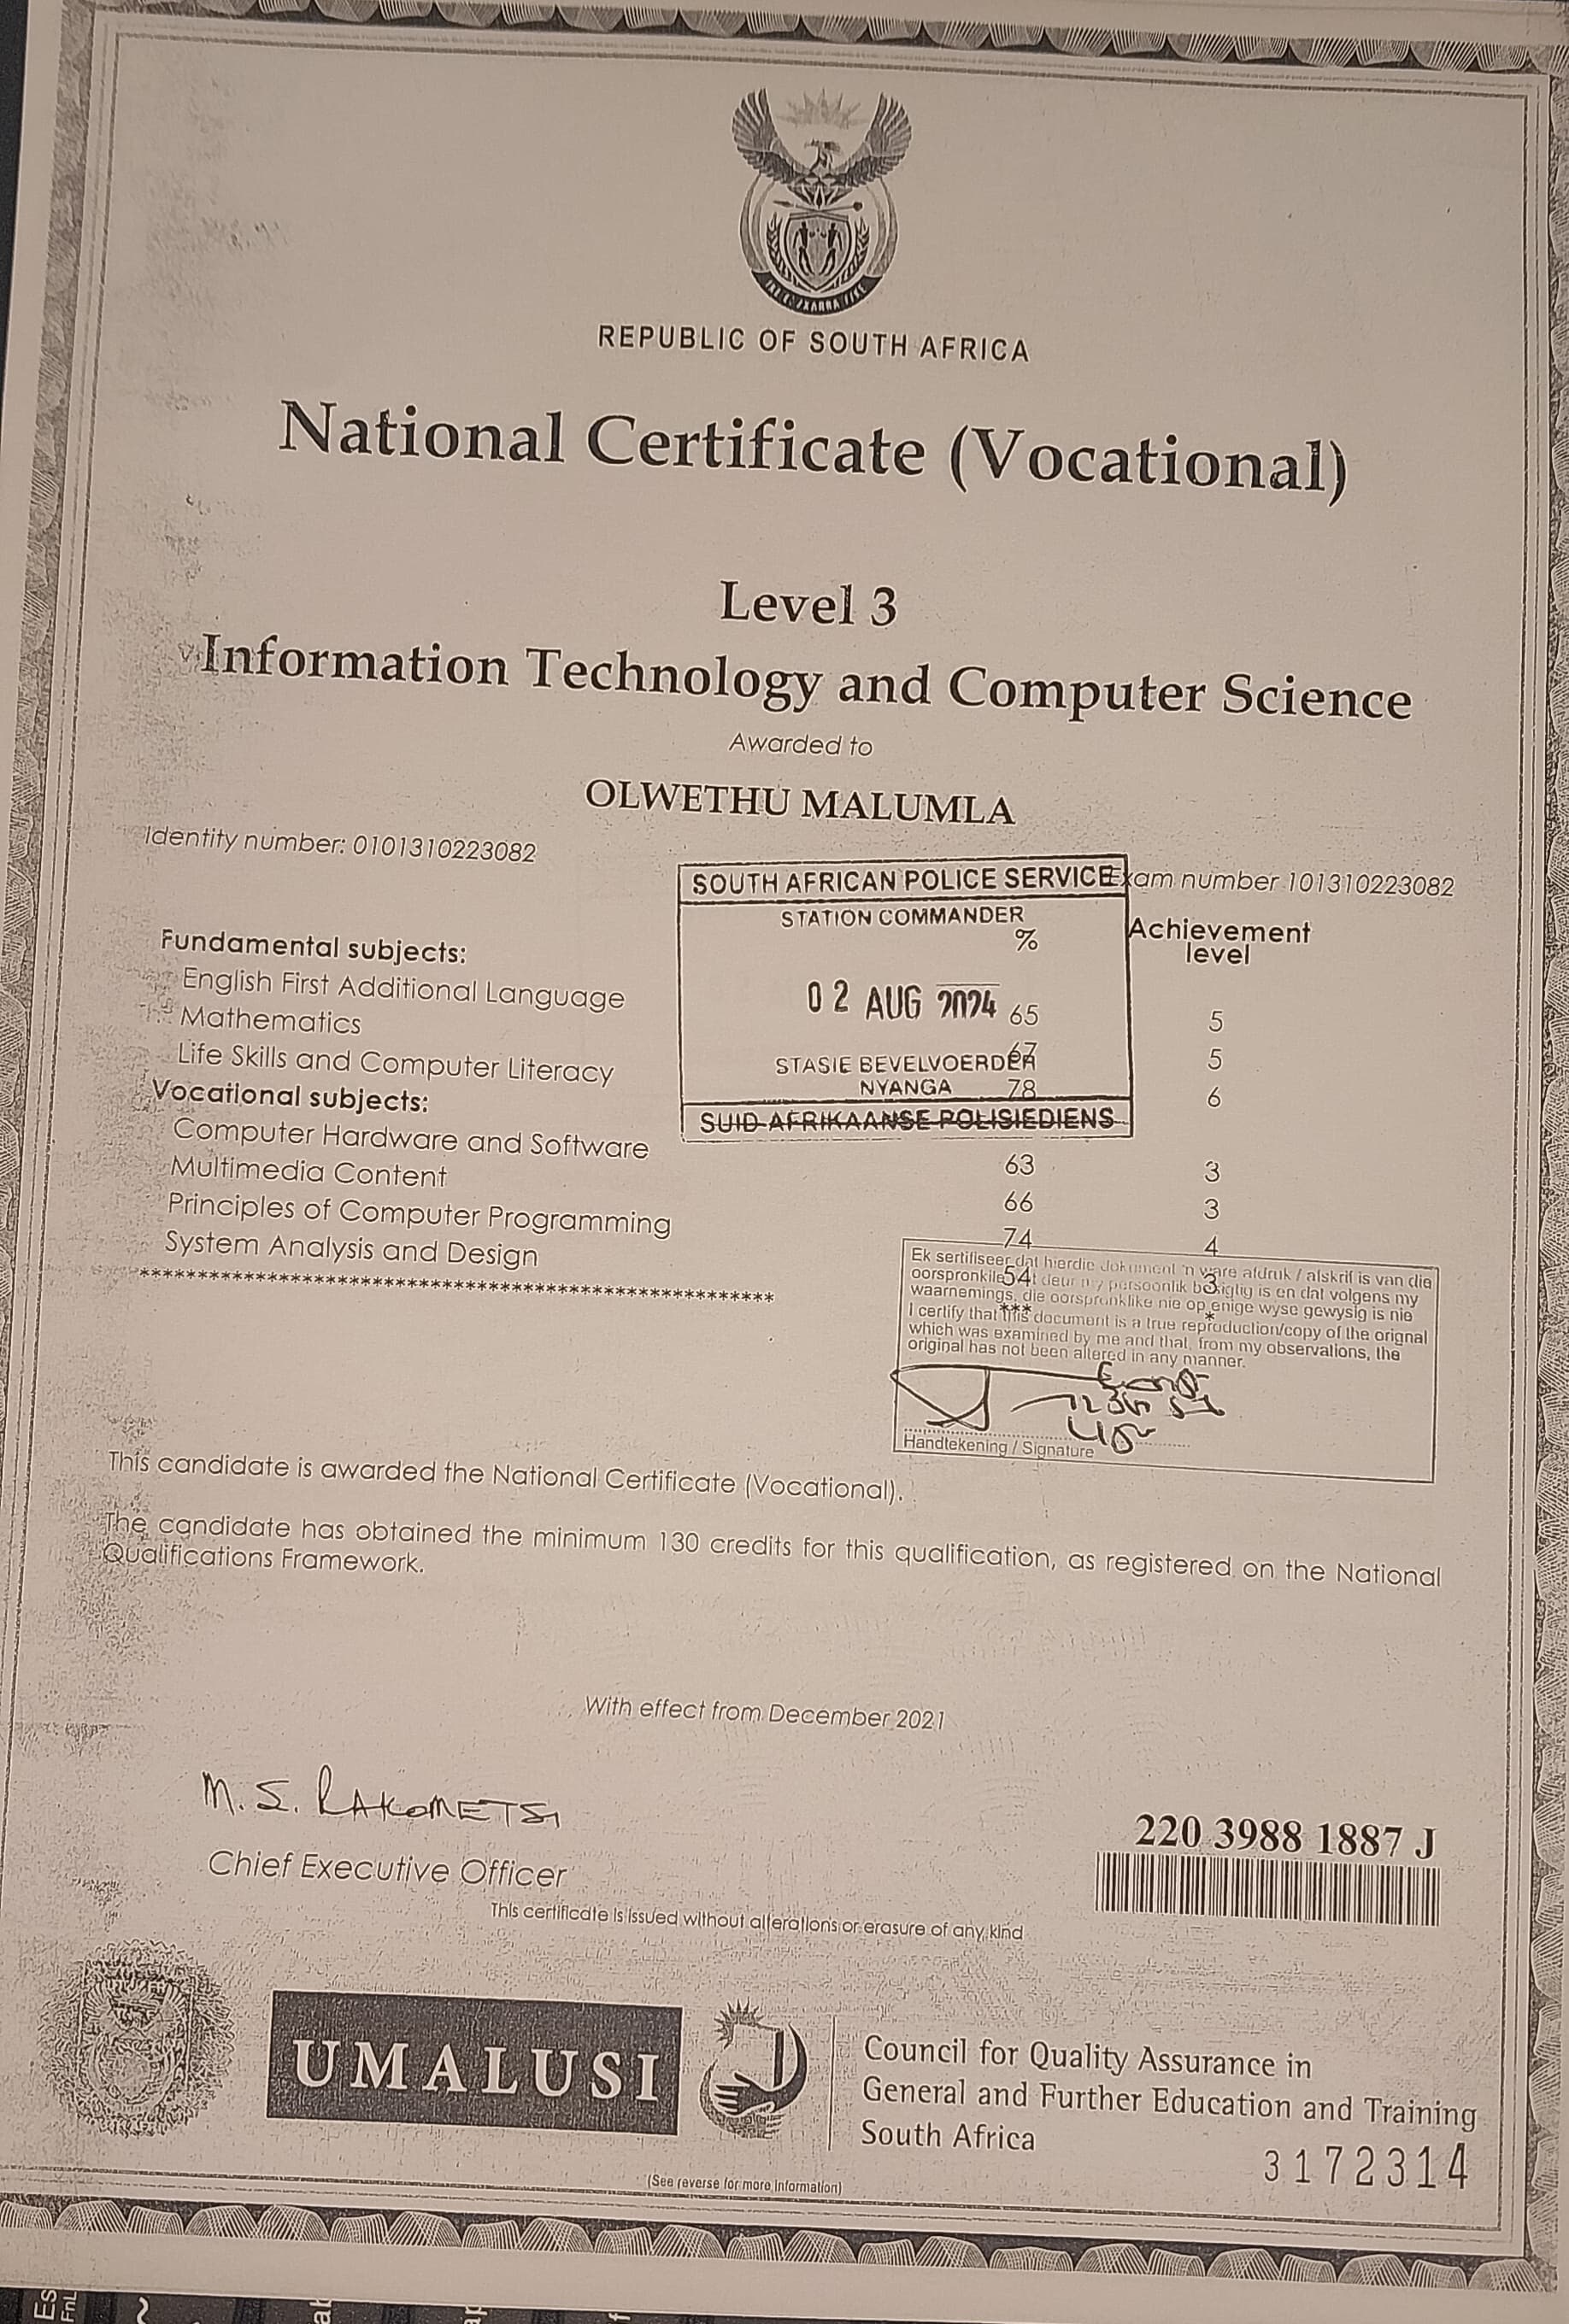 REPUBLIC OF SOUTH AFRICA
National Certificate (Vocational)
Level 3
Information Technology and Computer Science
Awarded to
OLWETHU MALUMLA
Identity number: 0101310223082
Exam number 101310223082
SOUTH AFRICAN POLICE SERVICE
STATION COMMANDER
02 AUG 2024
STASIE BEVELVOERDER
NYANGA
SUID-AFRIKAANSE POLISIEDIENS
% Achievement level
Fundamental subjects:
English First Additional Language 65 5
Mathematics 67 5
Life Skills and Computer Literacy 78 6
Vocational subjects:
Computer Hardware and Software 63 3
Multimedia Content 66 3
Principles of Computer Programming 74 4
System Analysis and Design 54 3
******************************************************* *** *
Ek sertifiseer dat hierdie dokument 'n ware afdruk / afskrif is van die
oorspronklike wat deur my persoonlik besigtig is en dat volgens my
waarnemings, die oorspronklike nie op enige wyse gewysig is nie
I certify that this document is a true reproduction/copy of the orignal
which was examined by me and that, from my observations, the
original has not been altered in any manner.
Handtekening / Signature
This candidate is awarded the National Certificate (Vocational).
The candidate has obtained the minimum 130 credits for this qualification, as registered on the National
Qualifications Framework.
With effect from December 2021
M.S. RAKOMETSI
Chief Executive Officer
220 3988 1887 J
This certificate is issued without alterations or erasure of any kind
UMALUSI
Council for Quality Assurance in
General and Further Education and Training
South Africa
3172314
(See reverse for more information)